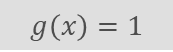 g(x) = 1